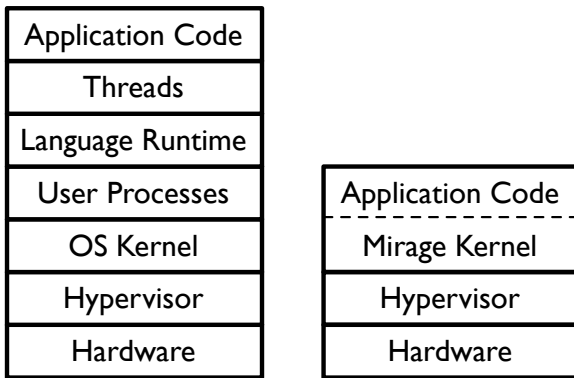 Application Code
Threads
Language Runtime
User Processes
OS Kernel
Hypervisor
Hardware
Application Code
Mirage Kernel
Hypervisor
Hardware